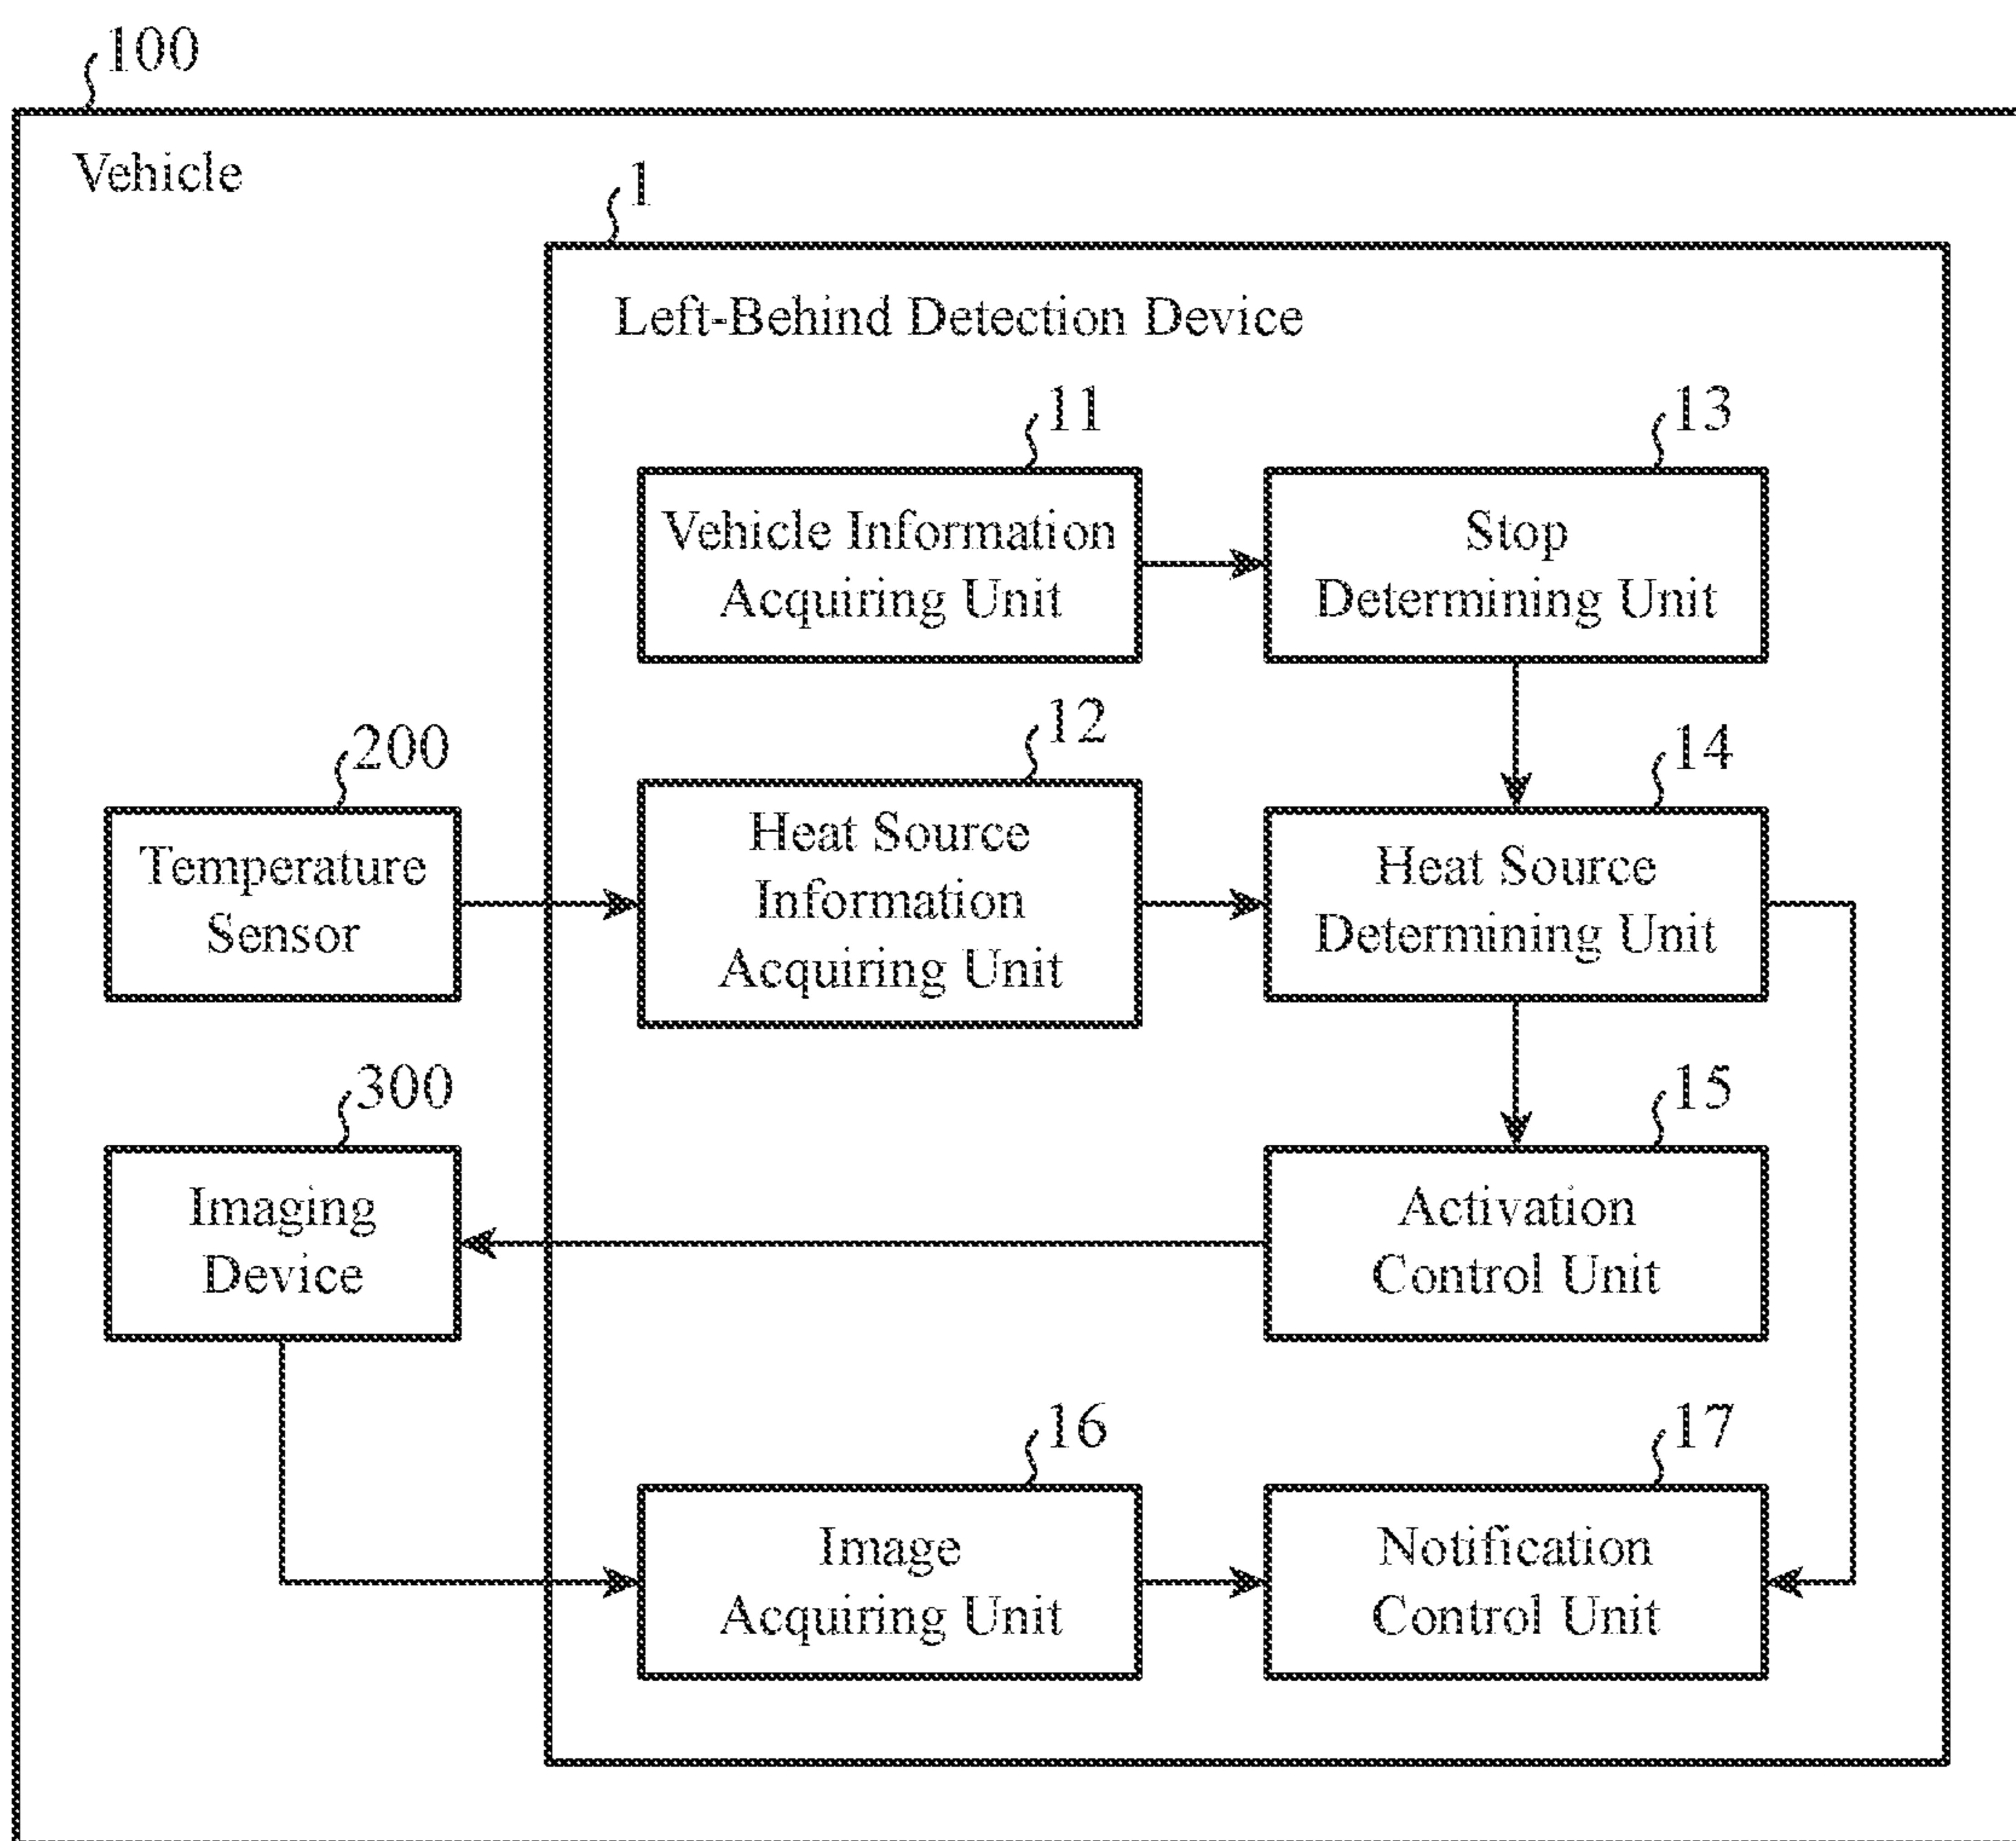 100
Vehicle
1
Left-Behind Detection Device
11
Vehicle Information
Acquiring Unit
13
Stop
Determining Unit
200
Temperature
Sensor
12
Heat Source
Information
Acquiring Unit
14
Heat Source
Determining Unit
300
Imaging
Device
15
Activation
Control Unit
16
Image
Acquiring Unit
17
Notification
Control Unit